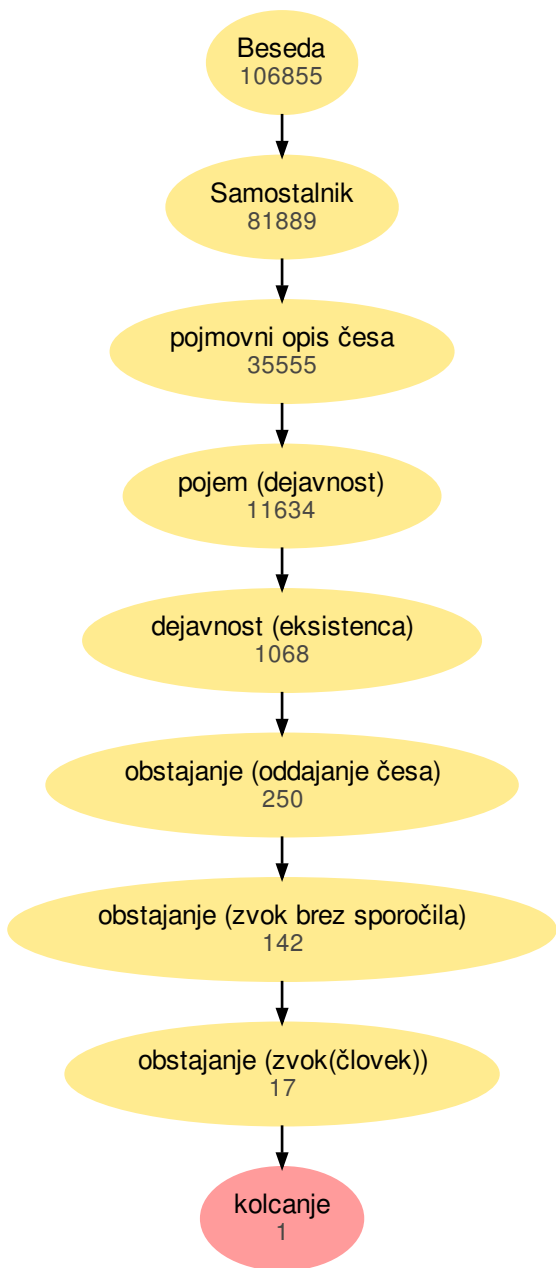 Beseda
106855
Samostalnik
81889
pojmovni opis česa
35555
pojem (dejavnost)
11634
dejavnost (eksistenca)
1068
obstajanje (oddajanje česa)
250
obstajanje (zvok brez sporočila)
142
obstajanje (zvok(človek))
17
kolcanje
1